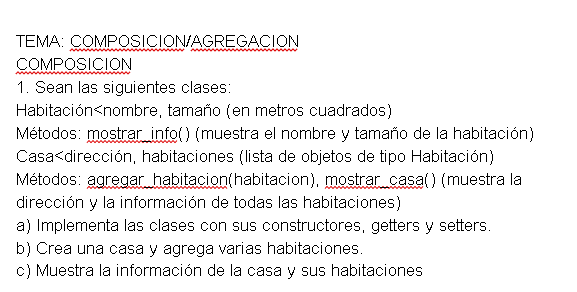 TEMA: COMPOSICION/AGREGACION
COMPOSICION
1. Sean las siguientes clases:
Habitación<nombre, tamaño (en metros cuadrados)
Métodos: mostrar_info() (muestra el nombre y tamaño de la habitación)
Casa<dirección, habitaciones (lista de objetos de tipo Habitación)
Métodos: agregar_habitacion(habitacion), mostrar_casa() (muestra la
dirección y la información de todas las habitaciones)
a) Implementa las clases con sus constructores, getters y setters.
b) Crea una casa y agrega varias habitaciones.
c) Muestra la información de la casa y sus habitaciones